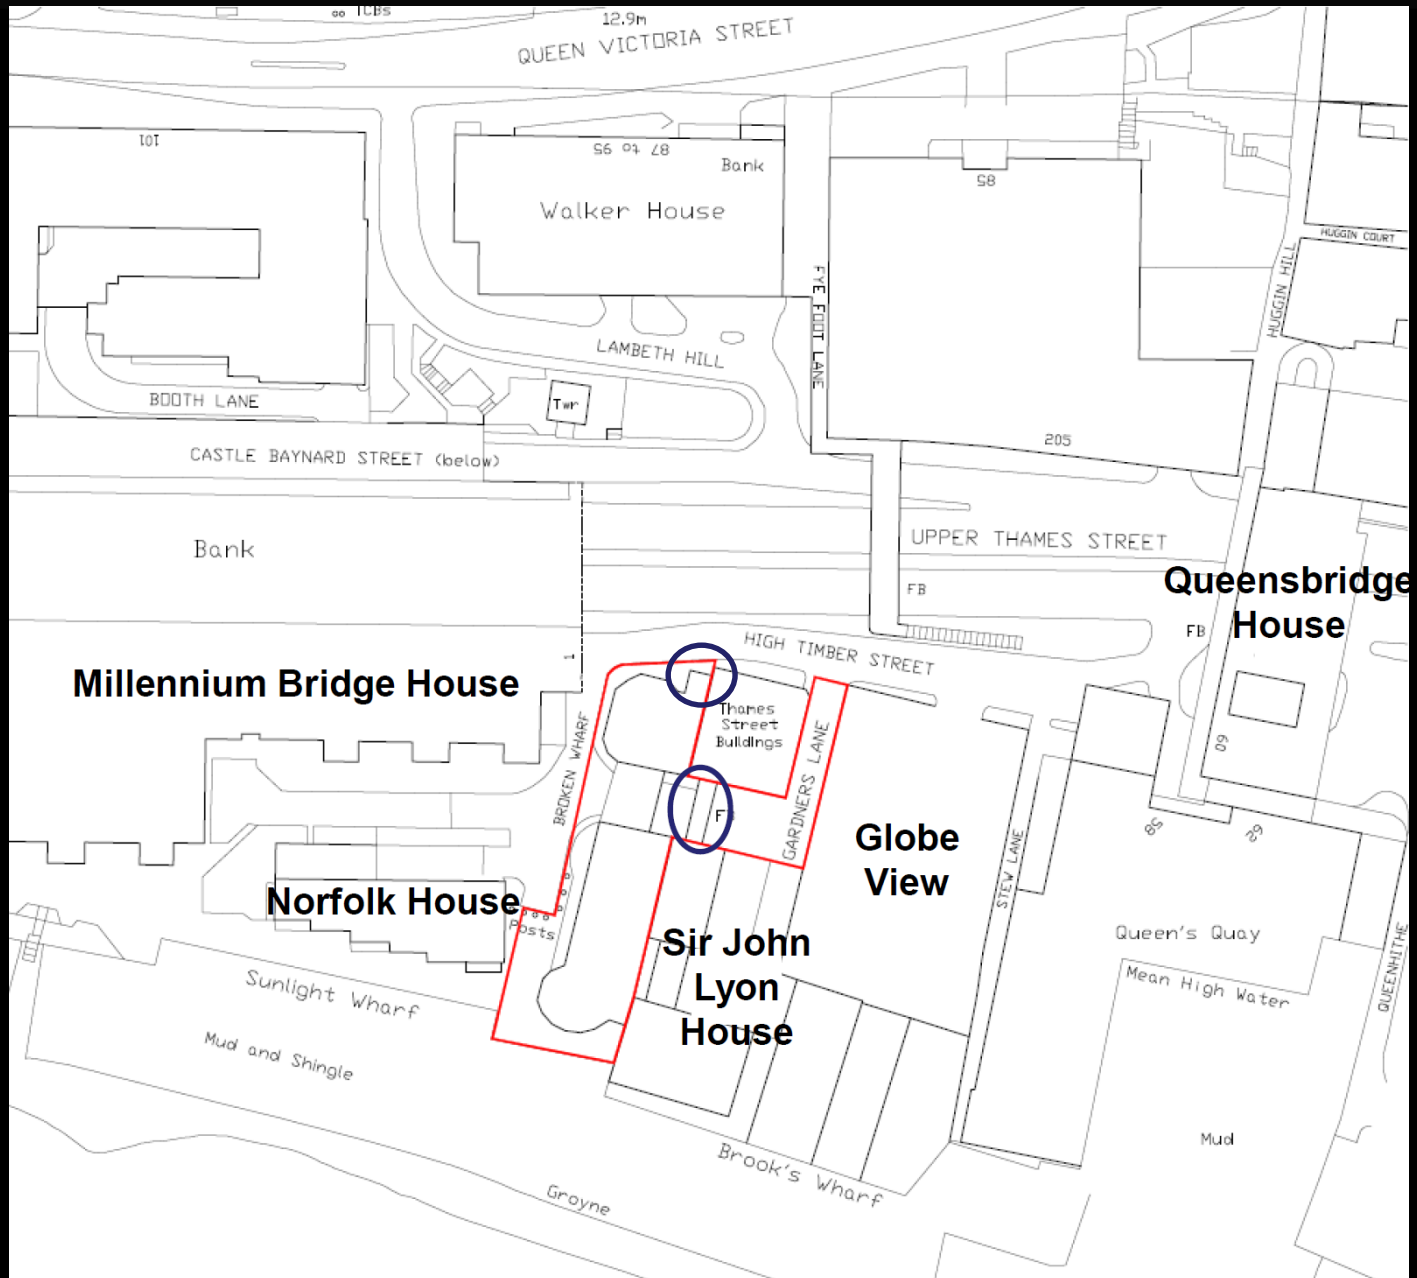 TCBs
12.9m
QUEEN VICTORIA STREET
101
87 to 95
Bank
Walker House
85
HUGGIN COURT
HUGGIN HILL
FYE FOOT LANE
LAMBETH HILL
BOOTH LANE
Twr
205
CASTLE BAYNARD STREET (below)
Bank
UPPER THAMES STREET
FB
Queensbridge
House
FB
HIGH TIMBER STREET
1
Millennium Bridge House
Thames
Street
Buildings
BROKEN WHARF
GARDNERS LANE
60
F
58
62
Globe
View
STEW LANE
Norfolk House
Posts
Sir John
Lyon
House
Queen's Quay
Mean High Water
QUEENHITHE
Sunlight Wharf
Mud and Shingle
Mud
Brook's Wharf
Groyne